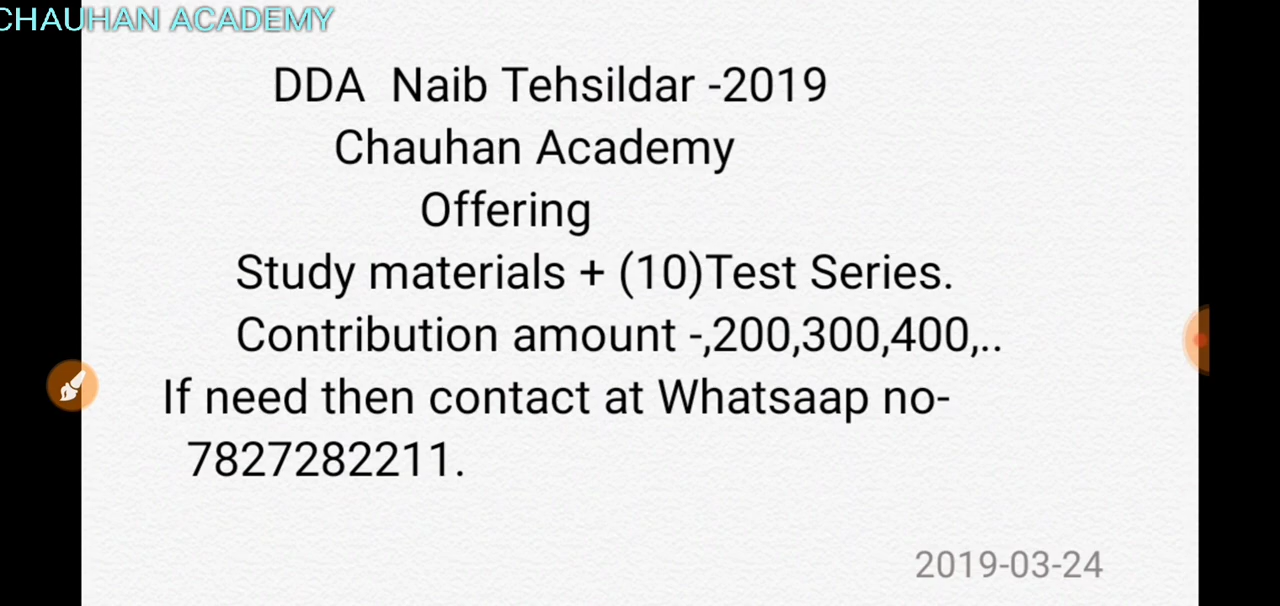 CHAUHAN ACADEMY
DDA Naib Tehsildar -2019
Chauhan Academy
Offering
Study materials + (10)Test Series.
Contribution amount -,200,300,400,..
If need then contact at Whatsaap no-
7827282211.
2019-03-24